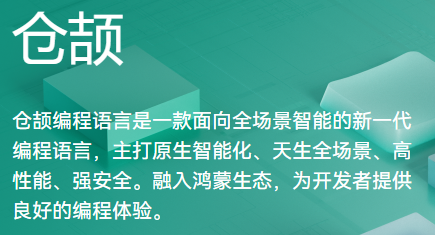 仓颉
仓颉编程语言是一款面向全场景智能的新一代
编程语言，主打原生智能化、天生全场景、高
性能、强安全。融入鸿蒙生态，为开发者提供
良好的编程体验。